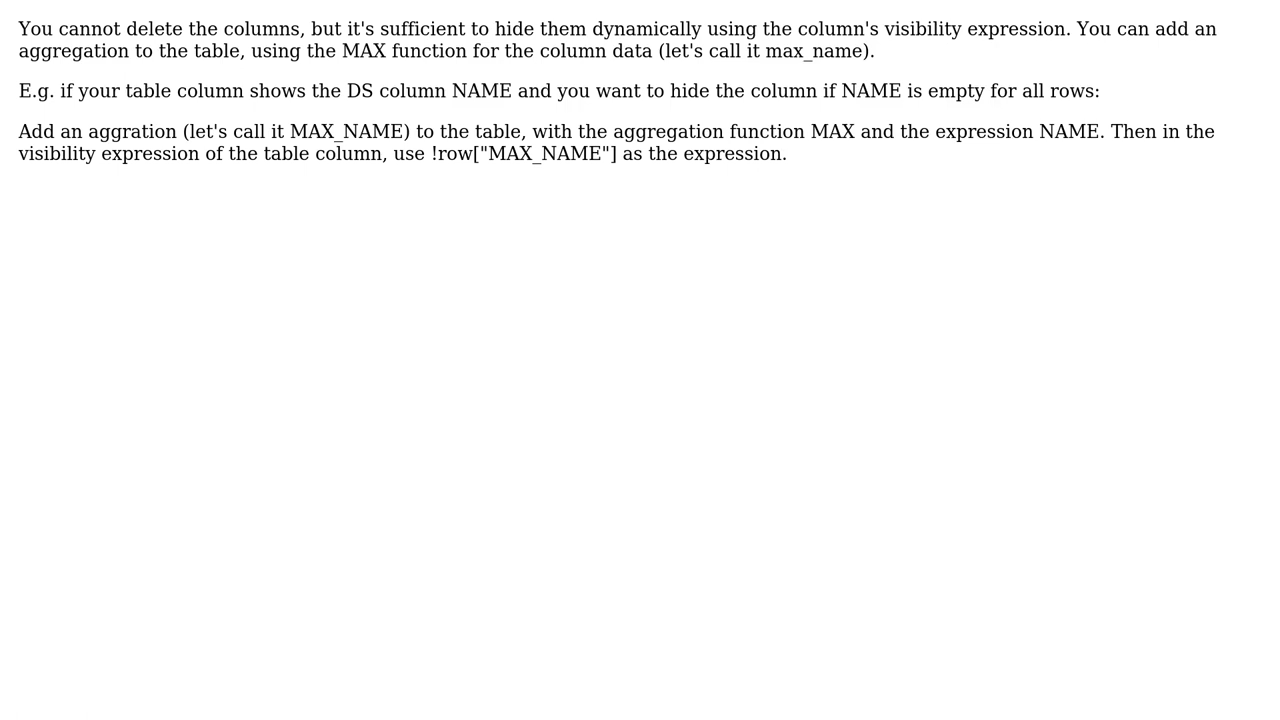 You cannot delete the columns, but it's sufficient to hide them dynamically using the column's visibility expression. You can add an
aggregation to the table, using the MAX function for the column data (let's call it max_name).
E.g. if your table column shows the DS column NAME and you want to hide the column if NAME is empty for all rows:
Add an aggration (let's call it MAX_NAME) to the table, with the aggregation function MAX and the expression NAME. Then in the
visibility expression of the table column, use !row["MAX_NAME"] as the expression.